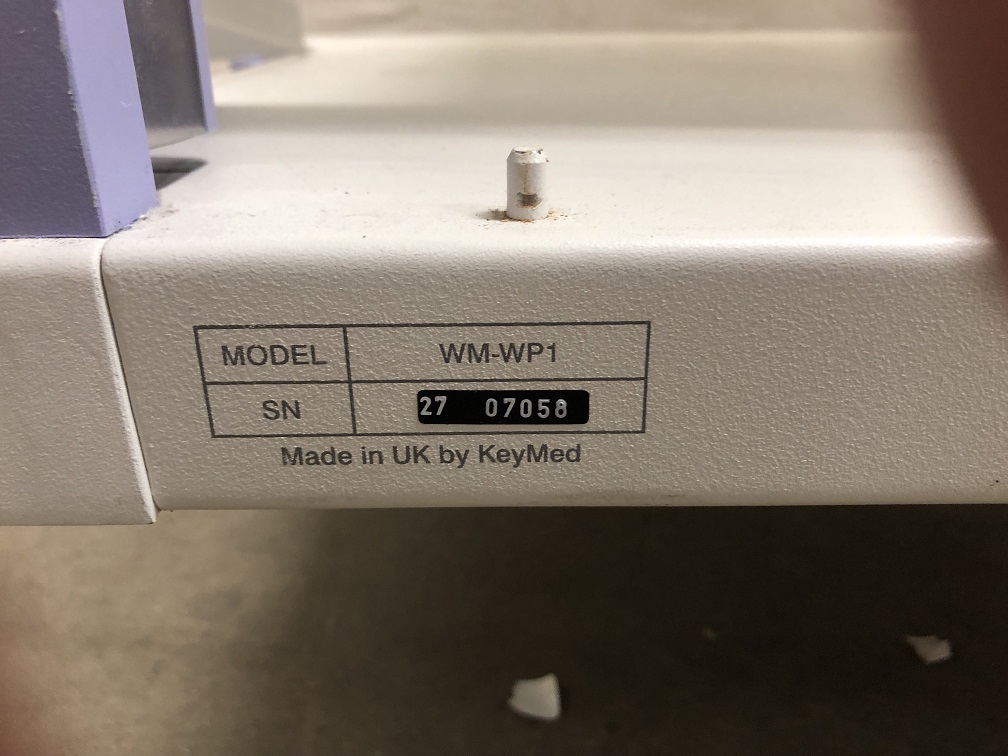 MODEL WM-WP1
SN 27 07058
Made in UK by KeyMed